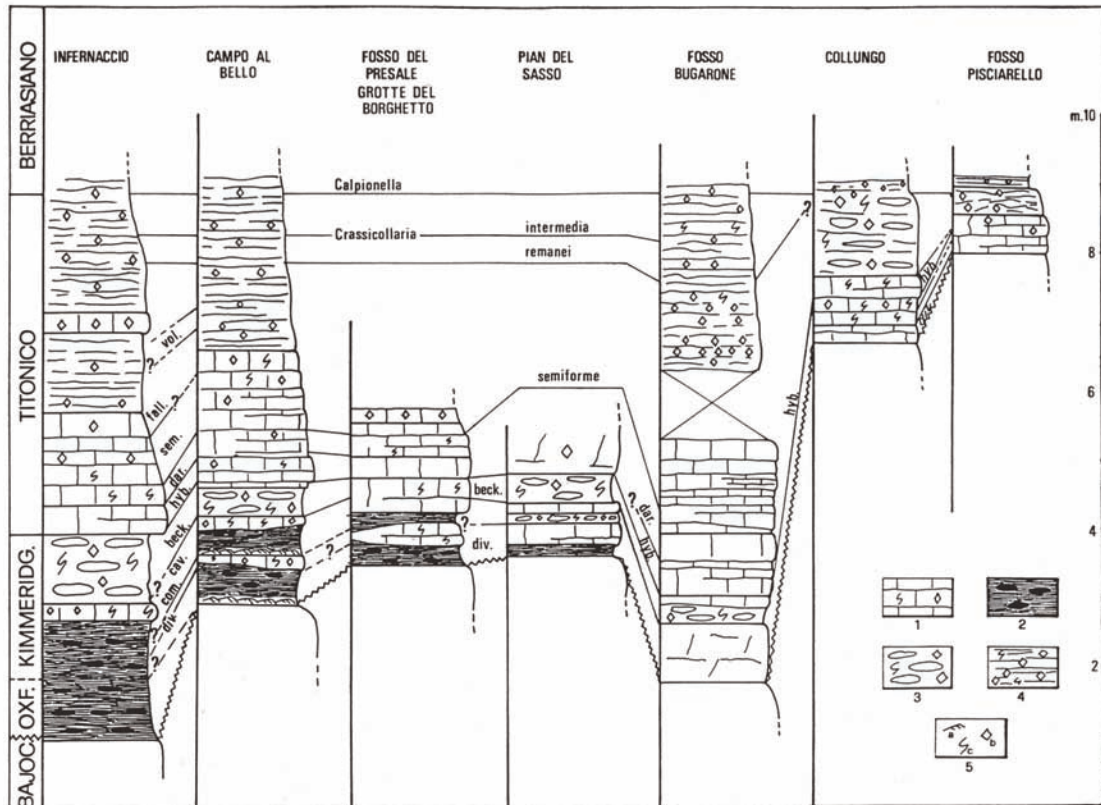 INFERNACCIO
CAMPO AL
BELLO
FOSSO DEL
PRESALE
GROTTE DEL
BORGHETTO
PIAN DEL
SASSO
FOSSO
BUGARONE
COLLUNGO
FOSSO
PISCIARELLO
BERRIASIANO
TITONICO
KIMMERIDG.
OXF.
BAJOC.
m.10
8
6
4
2
Calpionella
Crassicollaria
intermedia
remanei
semiforme
?
vol.
?
fall.
?
sem.
dar.
hyb.
beck.
?
cav.
com.
?
div
?
?
beck.
?
div.
?
dar.
hyb.
hyb.
?
hyb.
1
2
3
4
a
b
c
5